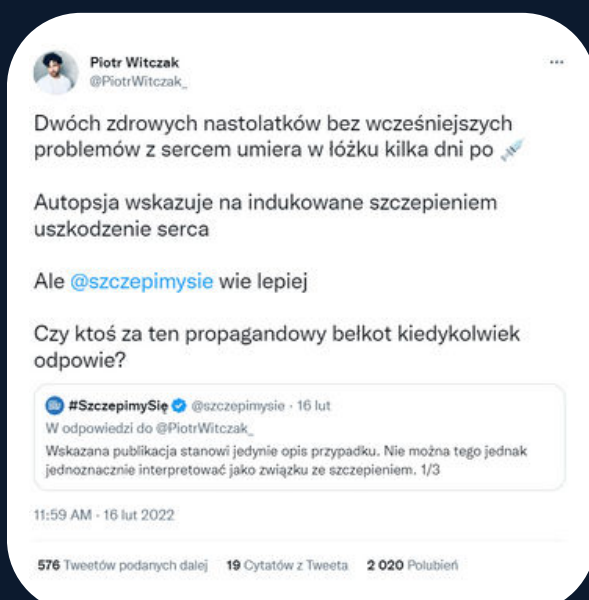 Piotr Witczak
@PiotrWitczak_
Dwóch zdrowych nastolatków bez wcześniejszych
problemów z sercem umiera w łóżku kilka dni po 💉
Autopsja wskazuje na indukowane szczepieniem
uszkodzenie serca
Ale @szczepimysie wie lepiej
Czy ktoś za ten propagandowy bełkot kiedykolwiek
odpowie?
#SzczepimySię @szczepimysie · 16 lut
W odpowiedzi do @PiotrWitczak_
Wskazana publikacja stanowi jedynie opis przypadku. Nie można tego jednak
jednoznacznie interpretować jako związku ze szczepieniem. 1/3
11:59 AM · 16 lut 2022
576 Tweetów podanych dalej 19 Cytatów z Tweeta 2 020 Polubień